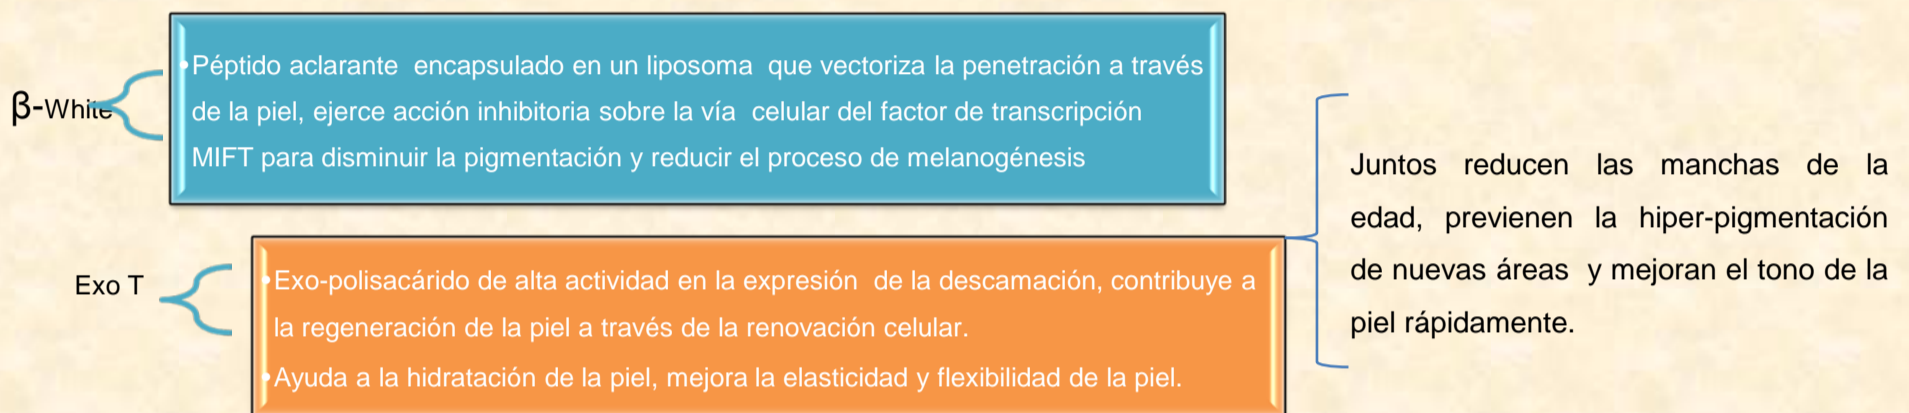 β-White
•Péptido aclarante encapsulado en un liposoma que vectoriza la penetración a través
de la piel, ejerce acción inhibitoria sobre la vía celular del factor de transcripción
MIFT para disminuir la pigmentación y reducir el proceso de melanogénesis
Exo T
•Exo-polisacárido de alta actividad en la expresión de la descamación, contribuye a
la regeneración de la piel a través de la renovación celular.
•Ayuda a la hidratación de la piel, mejora la elasticidad y flexibilidad de la piel.
Juntos reducen las manchas de la
edad, previenen la hiper-pigmentación
de nuevas áreas y mejoran el tono de la
piel rápidamente.